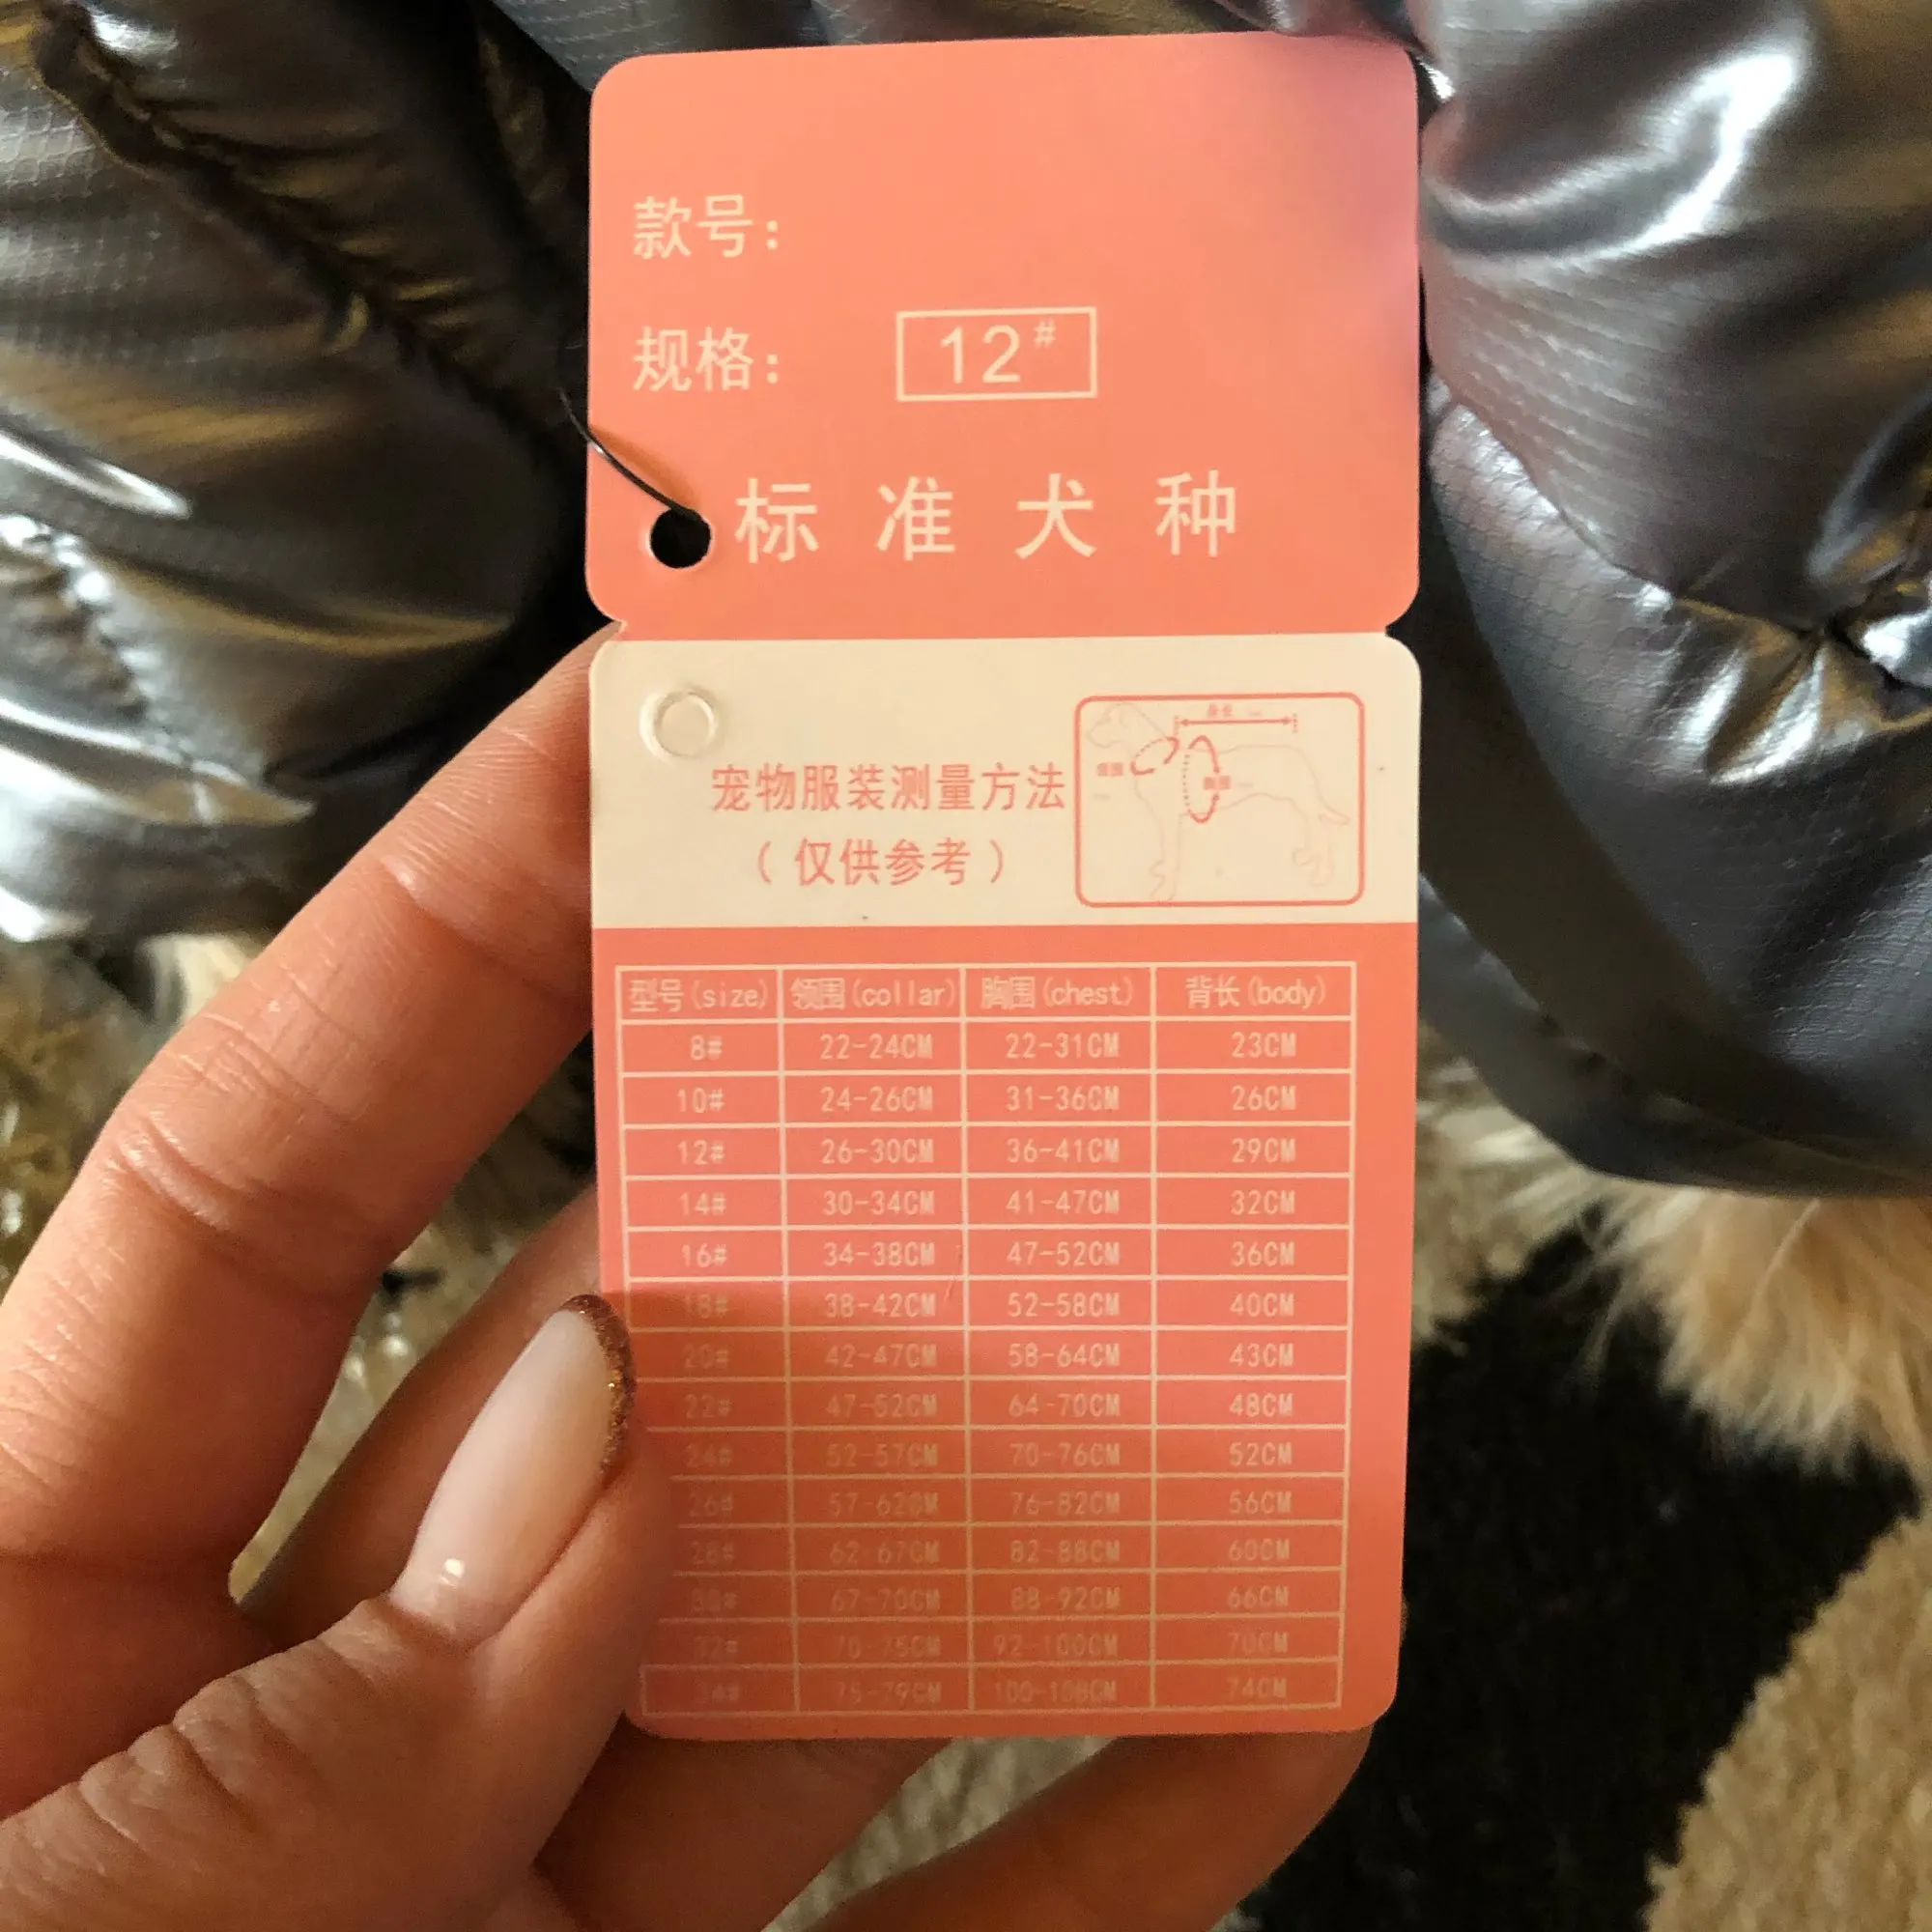 款号:
规格: 12#
标准犬种
身长
宠物服装测量方法
(仅供参考)
型号(size) 领围(collar) 胸围(chest) 背长(body)
8# 22-24CM 22-31CM 23CM
10# 24-26CM 31-36CM 26CM
12# 26-30CM 36-41CM 29CM
14# 30-34CM 41-47CM 32CM
16# 34-38CM 47-52CM 36CM
18# 38-42CM 52-58CM 40CM
20# 42-47CM 58-64CM 43CM
22# 47-52CM 64-70CM 48CM
24# 52-57CM 70-76CM 52CM
26# 57-62CM 76-82CM 56CM
28# 62-67CM 82-88CM 60CM
30# 67-70CM 88-92CM 66CM
32# 70-75CM 92-100CM 70CM
34# 75-79CM 100-108CM 74CM